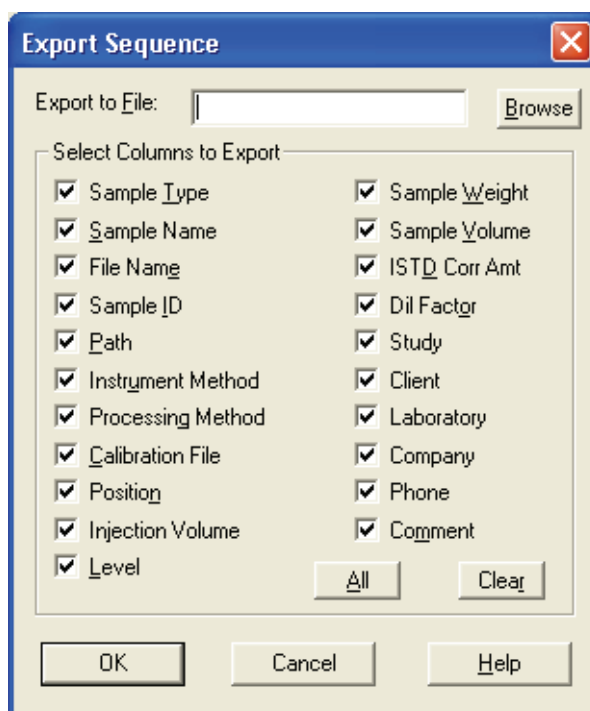 Export Sequence
Export to File:
Browse
Select Columns to Export
Sample Type
Sample Name
File Name
Sample ID
Path
Instrument Method
Processing Method
Calibration File
Position
Injection Volume
Level
Sample Weight
Sample Volume
ISTD Corr Amt
Dil Factor
Study
Client
Laboratory
Company
Phone
Comment
All
Clear
OK
Cancel
Help